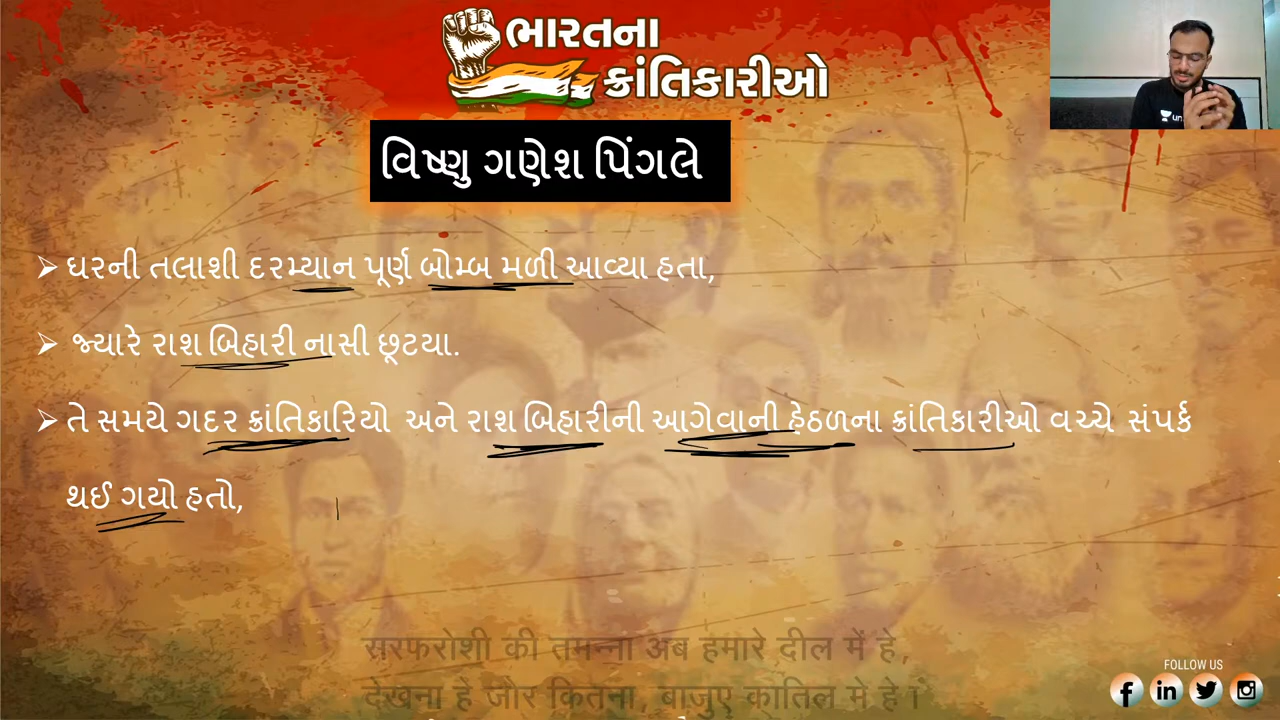 ભારતના
ક્રાંતિકારીઓ
વિષ્ણુ ગણેશ પિંગલે
➢ ઘરની તલાશી દરમ્યાન પૂર્ણ બોમ્બ મળી આવ્યા હતા,
➢ જ્યારે રાશ બિહારી નાસી છૂટયા.
➢ તે સમયે ગદર ક્રાંતિકારિયો અને રાશ બિહારીની આગેવાની હેઠળના ક્રાંતિકારીઓ વચ્ચે સંપર્ક
થઈ ગયો હતો,
सरफरोशी की तमन्ना अब हमारे दील में हे,
देखना हे जोर कितना, बाजुए कातिल मे हे ।
FOLLOW US